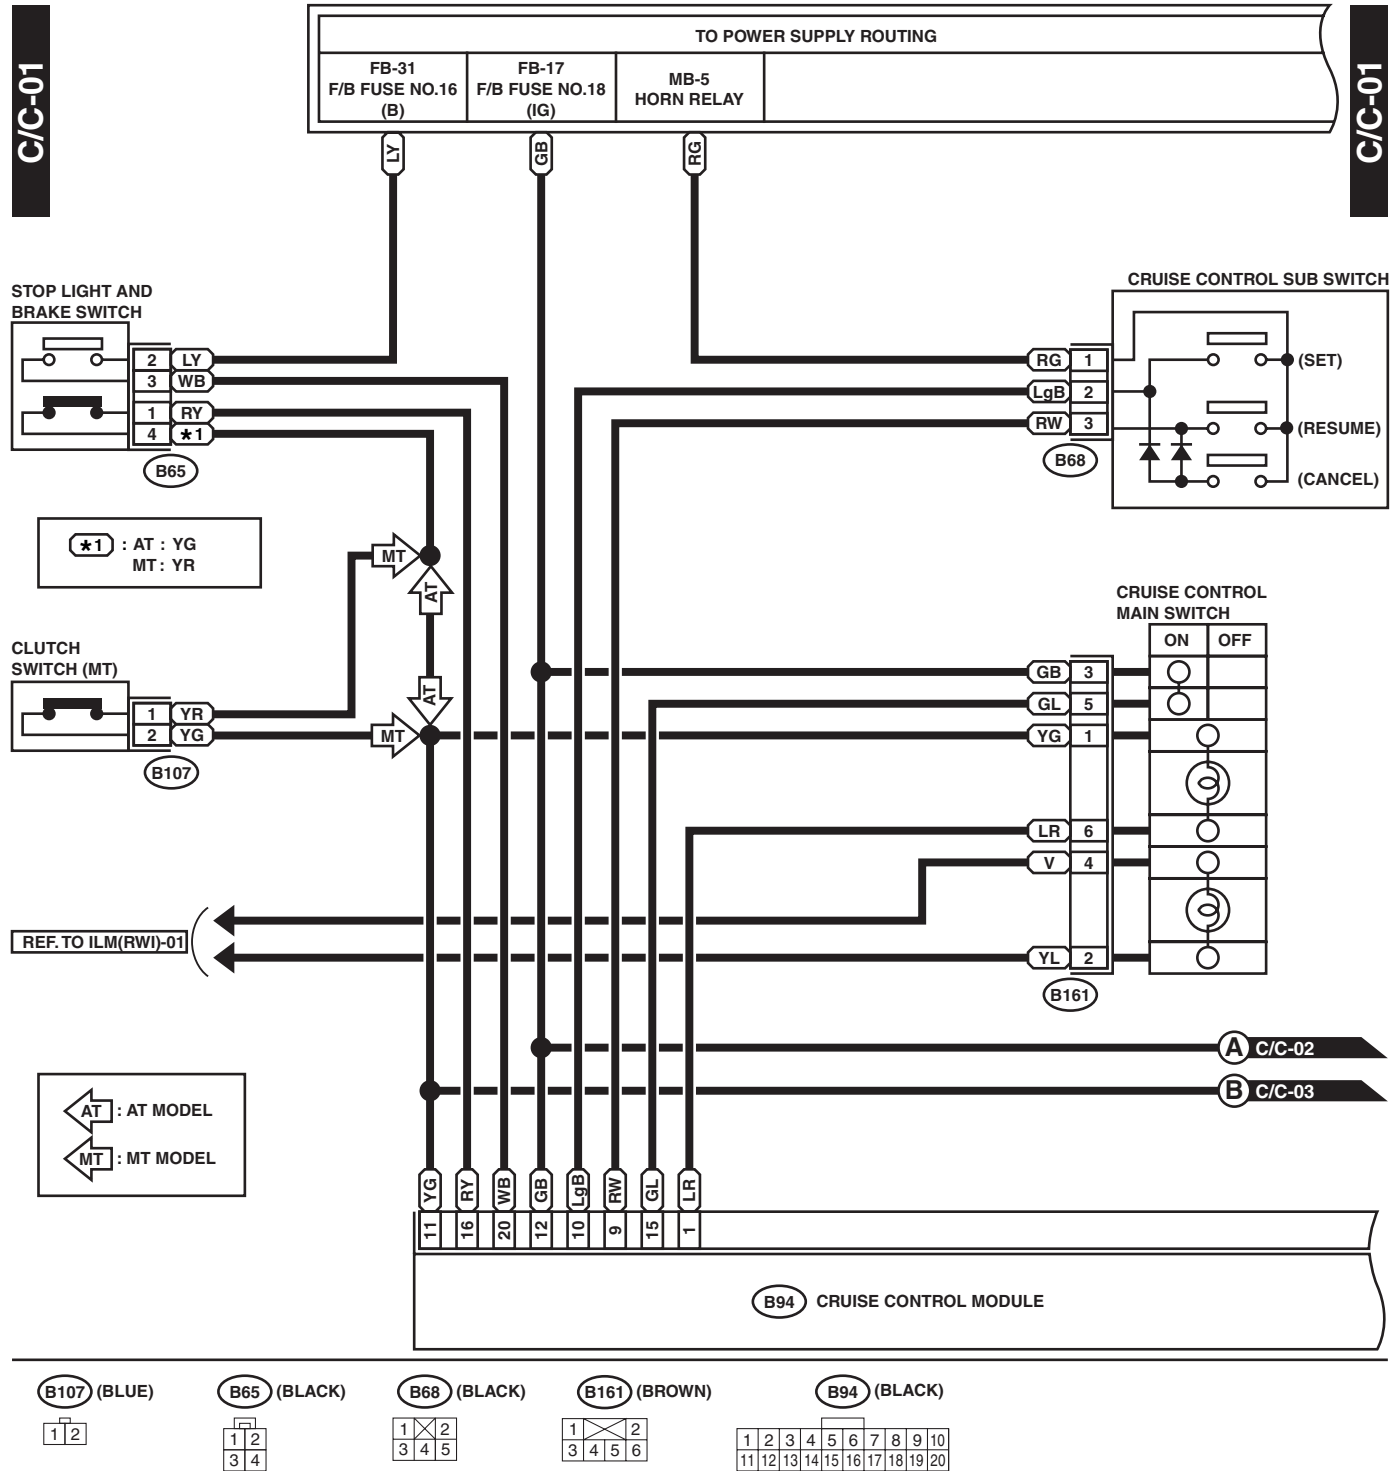 C/C-01
C/C-01
TO POWER SUPPLY ROUTING
FB-31
F/B FUSE NO.16
(B)
FB-17
F/B FUSE NO.18
(IG)
MB-5
HORN RELAY
LY
GB
RG
STOP LIGHT AND
BRAKE SWITCH
2 LY
3 WB
1 RY
4 *1
B65
CRUISE CONTROL SUB SWITCH
RG 1
LgB 2
RW 3
B68
(SET)
(RESUME)
(CANCEL)
*1 : AT : YG
MT : YR
MT
AT
AT
MT
CLUTCH
SWITCH (MT)
1 YR
2 YG
B107
CRUISE CONTROL
MAIN SWITCH
ON OFF
GB 3
GL 5
YG 1
LR 6
V 4
YL 2
B161
REF. TO ILM(RWI)-01
A C/C-02
B C/C-03
AT : AT MODEL
MT : MT MODEL
YG RY WB GB LgB RW GL LR
11 16 20 12 10 9 15 1
B94 CRUISE CONTROL MODULE
B107 (BLUE)
1 2
B65 (BLACK)
1 2
3 4
B68 (BLACK)
1 2
3 4 5
B161 (BROWN)
1 2
3 4 5 6
B94 (BLACK)
1 2 3 4 5 6 7 8 9 10
11 12 13 14 15 16 17 18 19 20